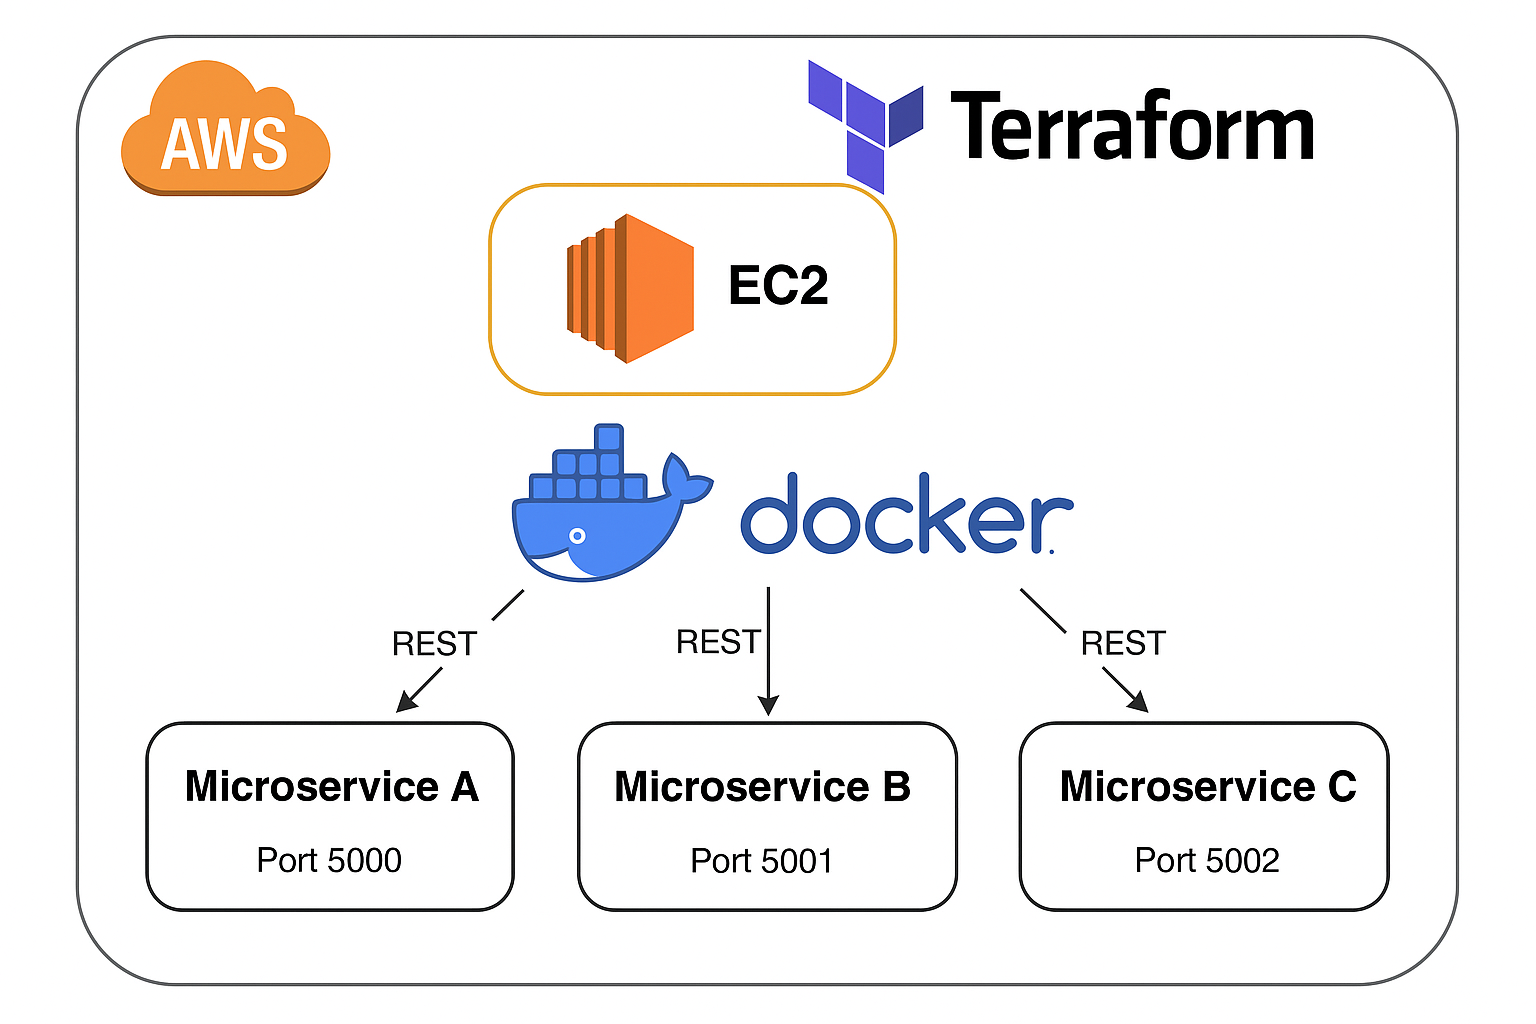 AWS
Terraform
EC2
docker.
REST
REST
REST
Microservice A
Port 5000
Microservice B
Port 5001
Microservice C
Port 5002